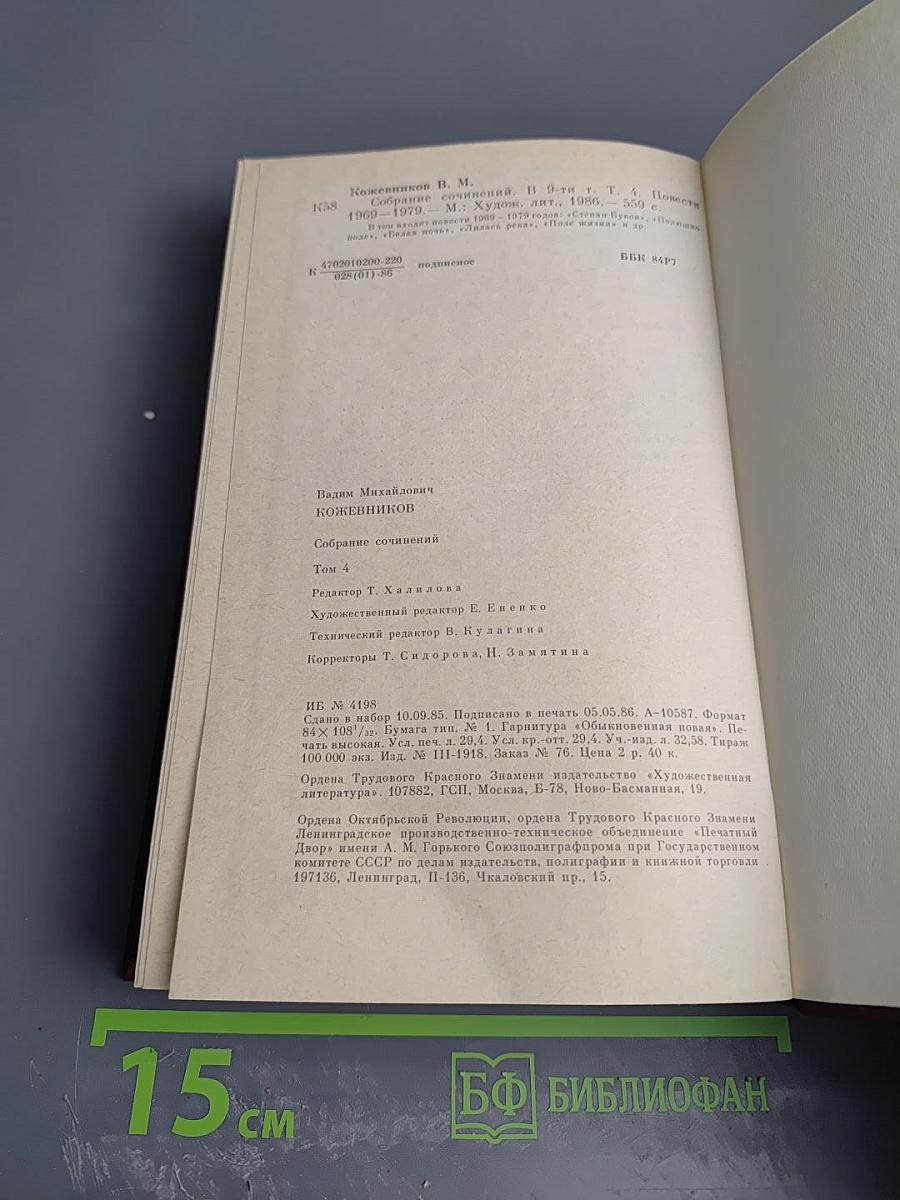 Кожевников В. М.
К58 Собрание сочинений. В 9-ти т. Т. 4. Повести
1969—1979.— М.: Худож. лит., 1986.— 559 с.
В том входят повести 1969—1979 годов: «Степан Буков», «Полюшко-
поле», «Белая ночь», «Лилась река», «Поле жизни» и др.
К 4702010200-220 подписное ББК 84Р7
028(01)-86
Вадим Михайлович
КОЖЕВНИКОВ
Собрание сочинений
Том 4
Редактор Т. Халилова
Художественный редактор Е. Ененко
Технический редактор В. Кулагина
Корректоры Т. Сидорова, Н. Замятина
ИБ № 4198
Сдано в набор 10.09.85. Подписано в печать 05.05.86. А-10587. Формат
84×108¹/₃₂. Бумага тип. № 1. Гарнитура «Обыкновенная новая». Пе-
чать высокая. Усл. печ. л. 29,4. Усл. кр.-отт. 29,4. Уч.-изд. л. 32,58. Тираж
100 000 экз. Изд. № III-1918. Заказ № 76. Цена 2 р. 40 к.
Ордена Трудового Красного Знамени издательство «Художественная
литература». 107882, ГСП, Москва, Б-78, Ново-Басманная, 19.
Ордена Октябрьской Революции, ордена Трудового Красного Знамени
Ленинградское производственно-техническое объединение «Печатный
Двор» имени А. М. Горького Союзполиграфпрома при Государственном
комитете СССР по делам издательств, полиграфии и книжной торговли
197136, Ленинград, П-136, Чкаловский пр., 15.
15 см
БФ БИБЛИОФАН